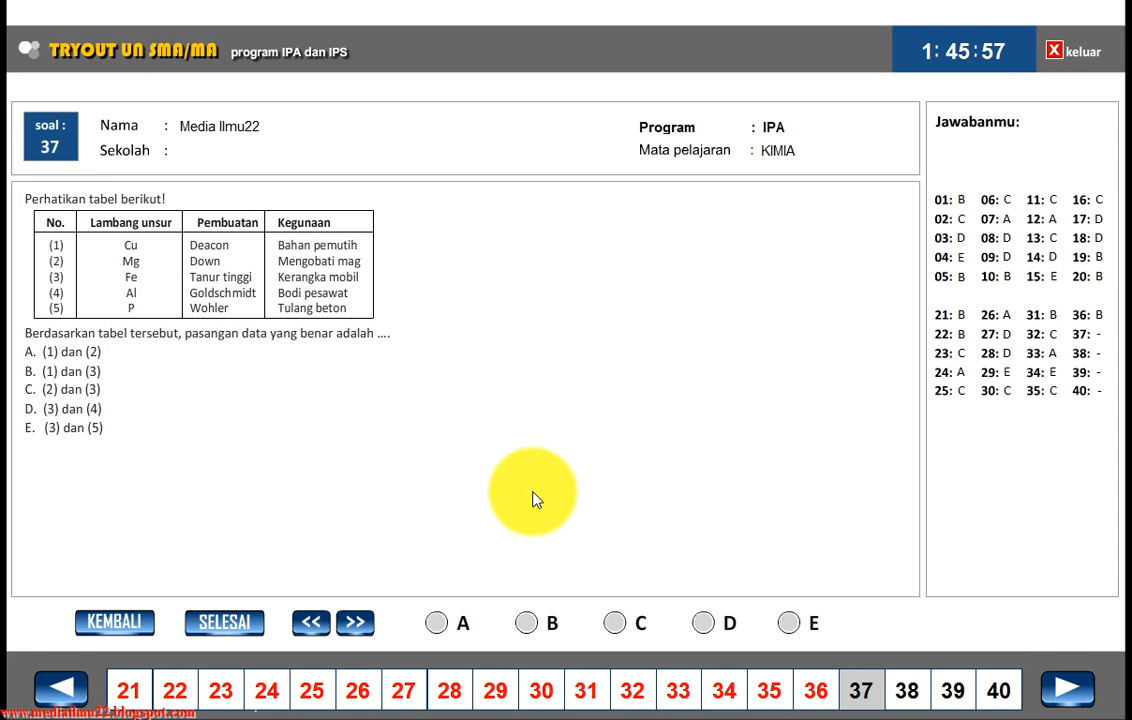 TRYOUT UN SMA/MA program IPA dan IPS
1: 45:57
X keluar
soal :
37
Nama : Media Ilmu22
Sekolah :
Program : IPA
Mata pelajaran : KIMIA
Jawabanmu:
01: B 06: C 11: C 16: C
02: C 07: A 12: A 17: D
03: D 08: D 13: C 18: D
04: E 09: D 14: D 19: B
05: B 10: B 15: E 20: B
21: B 26: A 31: B 36: B
22: B 27: D 32: C 37: -
23: C 28: D 33: A 38: -
24: A 29: E 34: E 39: -
25: C 30: C 35: C 40: -
Perhatikan tabel berikut!
No. Lambang unsur Pembuatan Kegunaan
(1) Cu Deacon Bahan pemutih
(2) Mg Down Mengobati mag
(3) Fe Tanur tinggi Kerangka mobil
(4) Al Goldschmidt Bodi pesawat
(5) P Wohler Tulang beton
Berdasarkan tabel tersebut, pasangan data yang benar adalah ....
A. (1) dan (2)
B. (1) dan (3)
C. (2) dan (3)
D. (3) dan (4)
E. (3) dan (5)
KEMBALI SELESAI << >> A B C D E
21 22 23 24 25 26 27 28 29 30 31 32 33 34 35 36 37 38 39 40
www.mediailmu22.blogspot.com